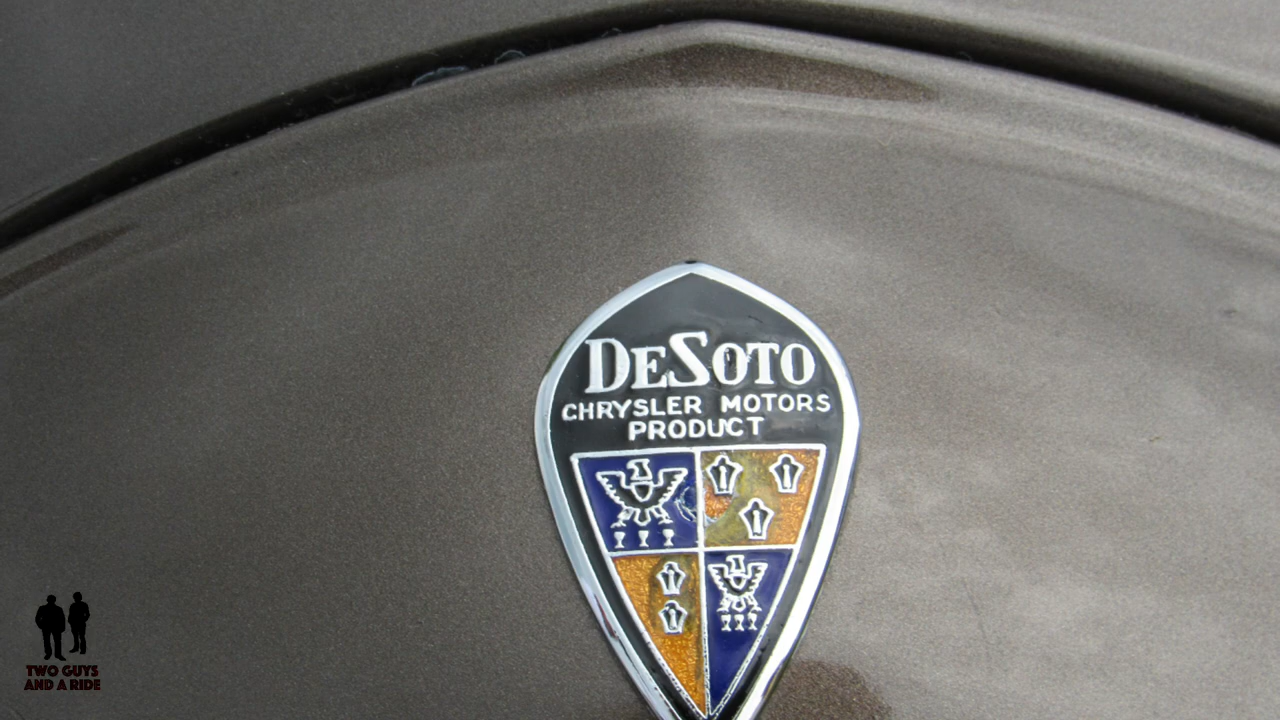 DESOTO
CHRYSLER MOTORS
PRODUCT
TWO GUYS
AND A RIDE